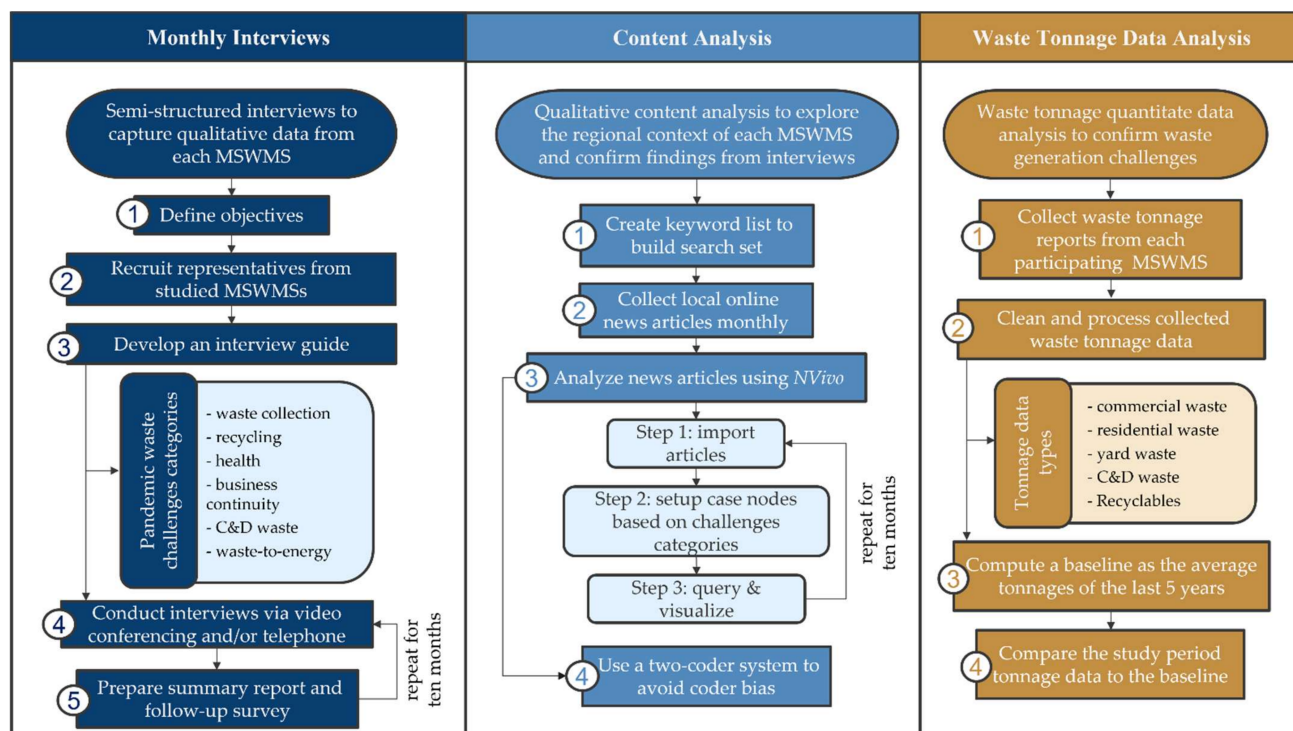 Monthly Interviews
Semi-structured interviews to
capture qualitative data from
each MSWMS
1
Define objectives
2
Recruit representatives from
studied MSWMSs
3
Develop an interview guide
Pandemic waste
challenges categories
- waste collection
- recycling
- health
- business
continuity
- C&D waste
- waste-to-energy
4
Conduct interviews via video
conferencing and/or telephone
5
Prepare summary report and
follow-up survey
repeat for
ten months
Content Analysis
Qualitative content analysis to explore
the regional context of each MSWMS
and confirm findings from interviews
1
Create keyword list to
build search set
2
Collect local online
news articles monthly
3
Analyze news articles using NVivo
Step 1: import
articles
Step 2: setup case nodes
based on challenges
categories
Step 3: query &
visualize
repeat for
ten months
4
Use a two-coder system to
avoid coder bias
Waste Tonnage Data Analysis
Waste tonnage quantitate data
analysis to confirm waste
generation challenges
1
Collect waste tonnage
reports from each
participating MSWMS
2
Clean and process collected
waste tonnage data
Tonnage data
types
- commercial waste
- residential waste
- yard waste
- C&D waste
- Recyclables
3
Compute a baseline as the average
tonnages of the last 5 years
4
Compare the study period
tonnage data to the baseline